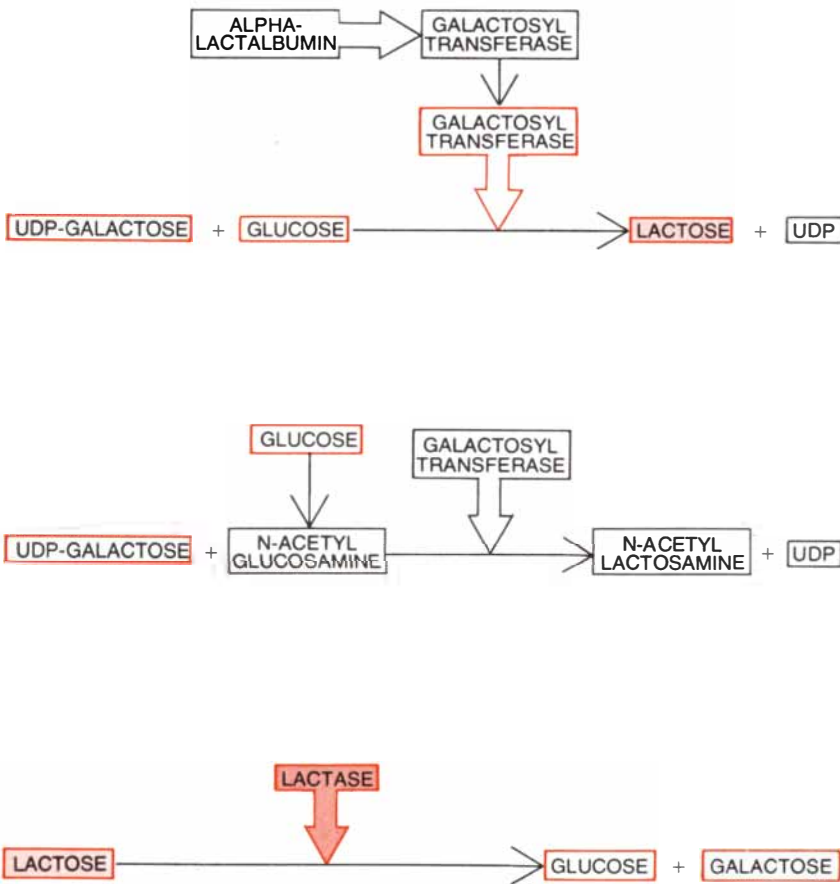 ALPHA-
LACTALBUMIN
GALACTOSYL
TRANSFERASE
GALACTOSYL
TRANSFERASE
UDP-GALACTOSE + GLUCOSE LACTOSE + UDP
GLUCOSE
GALACTOSYL
TRANSFERASE
UDP-GALACTOSE +
N-ACETYL
GLUCOSAMINE
N-ACETYL
LACTOSAMINE
+ UDP
LACTASE
LACTOSE GLUCOSE + GALACTOSE